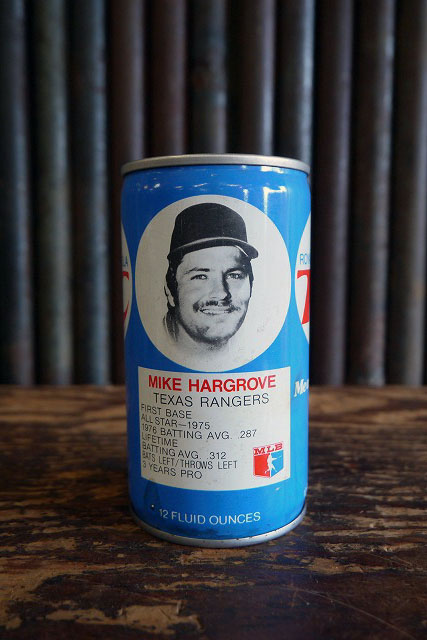 MIKE HARGROVE
TEXAS RANGERS
FIRST BASE
ALL STAR—1975
1976 BATTING AVG. .287
LIFETIME
BATTING AVG. .312
BATS LEFT/THROWS LEFT
3 YEARS PRO
MLB
12 FLUID OUNCES